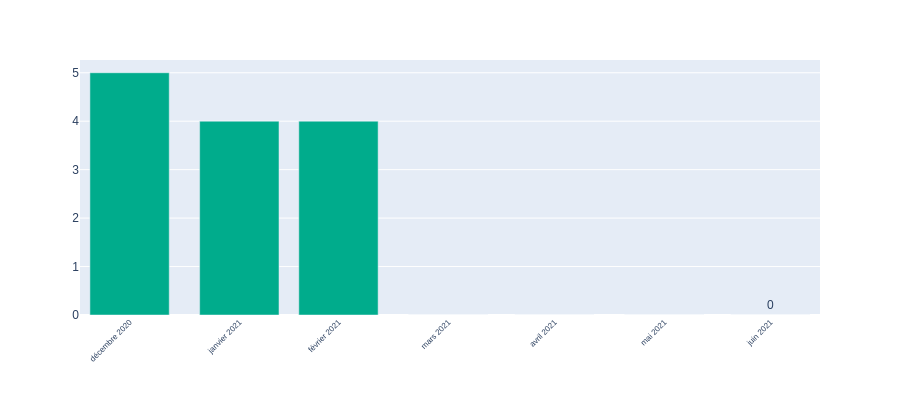 5
4
3
2
1
0
0
décembre 2020
janvier 2021
février 2021
mars 2021
avril 2021
mai 2021
juin 2021